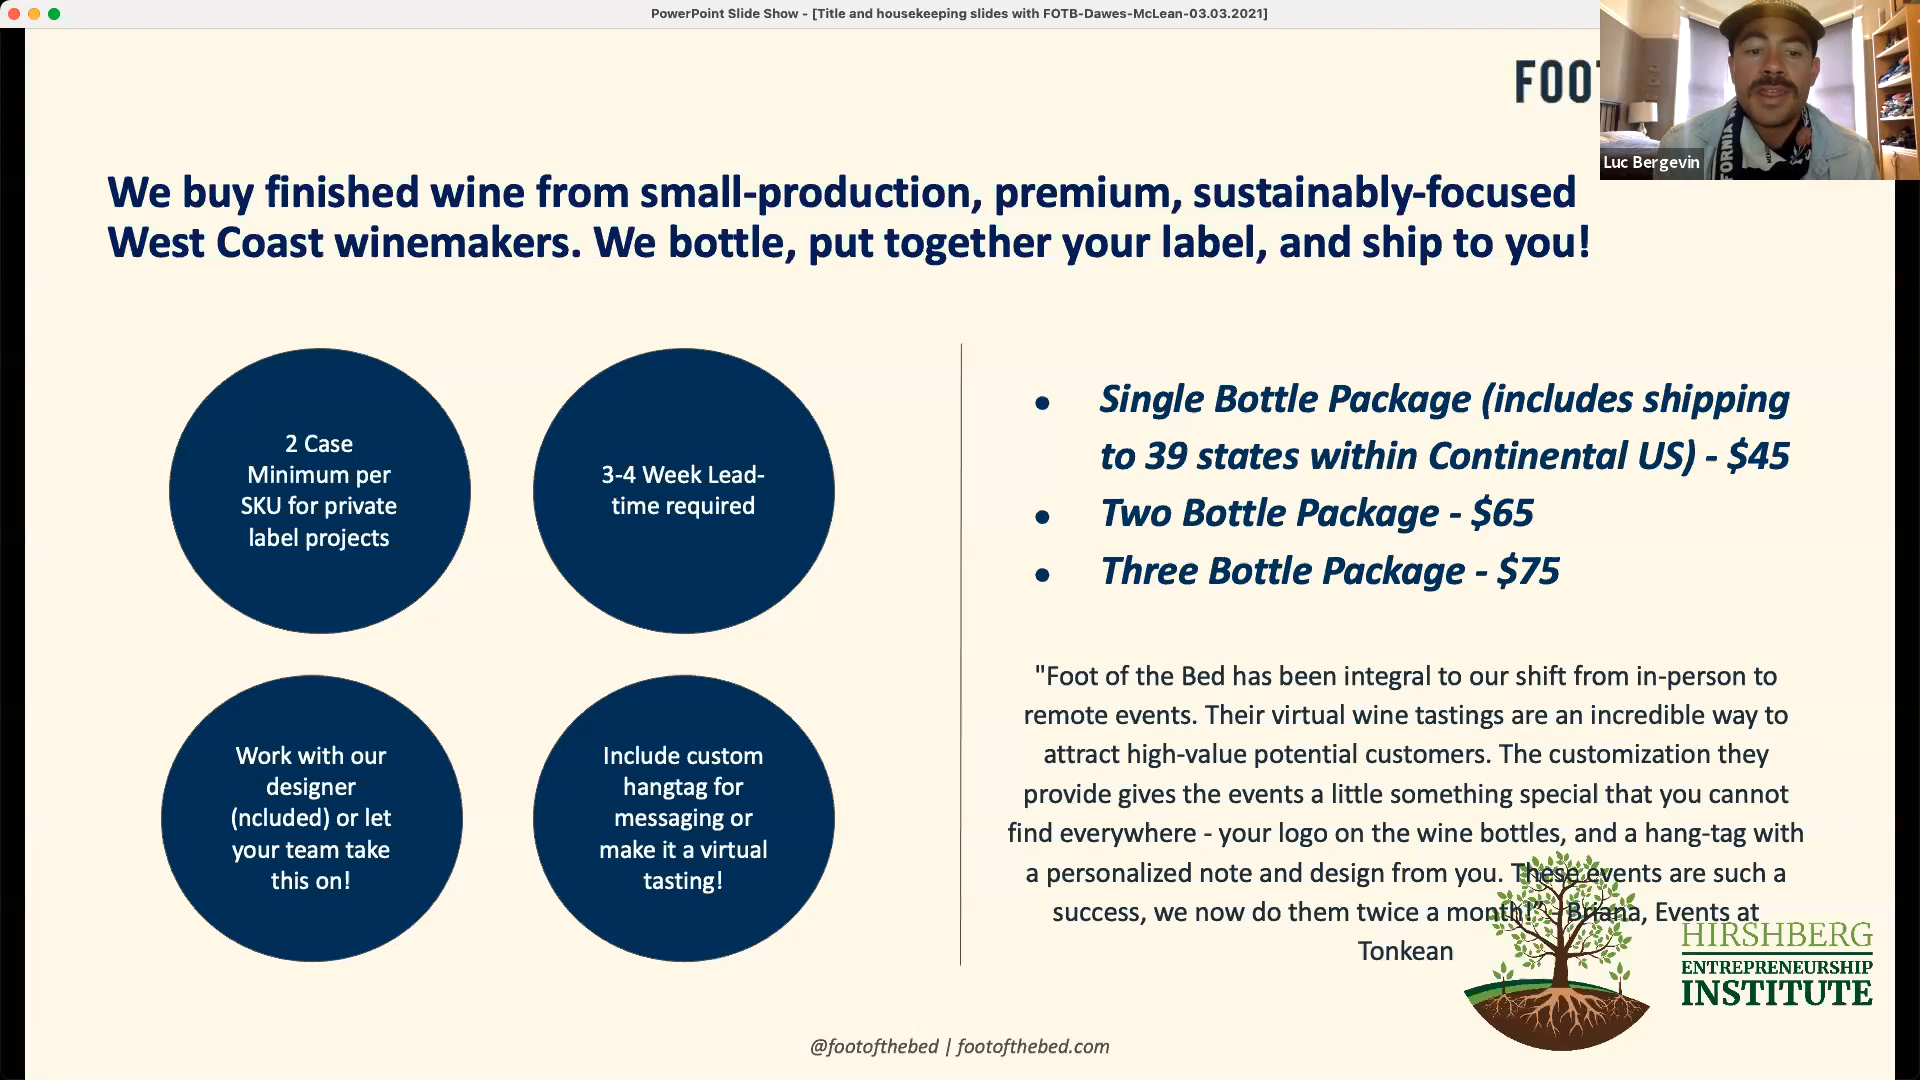 PowerPoint Slide Show - [Title and housekeeping slides with FOTB-Dawes-McLean-03.03.2021]
FOO
Luc Bergevin
We buy finished wine from small-production, premium, sustainably-focused
West Coast winemakers. We bottle, put together your label, and ship to you!
2 Case
Minimum per
SKU for private
label projects
3-4 Week Lead-
time required
Work with our
designer
(ncluded) or let
your team take
this on!
Include custom
hangtag for
messaging or
make it a virtual
tasting!
• Single Bottle Package (includes shipping
to 39 states within Continental US) - $45
• Two Bottle Package - $65
• Three Bottle Package - $75
"Foot of the Bed has been integral to our shift from in-person to
remote events. Their virtual wine tastings are an incredible way to
attract high-value potential customers. The customization they
provide gives the events a little something special that you cannot
find everywhere - your logo on the wine bottles, and a hang-tag with
a personalized note and design from you. These events are such a
success, we now do them twice a month!” - Briana, Events at
Tonkean
HIRSHBERG
ENTREPRENEURSHIP
INSTITUTE
@footofthebed | footofthebed.com